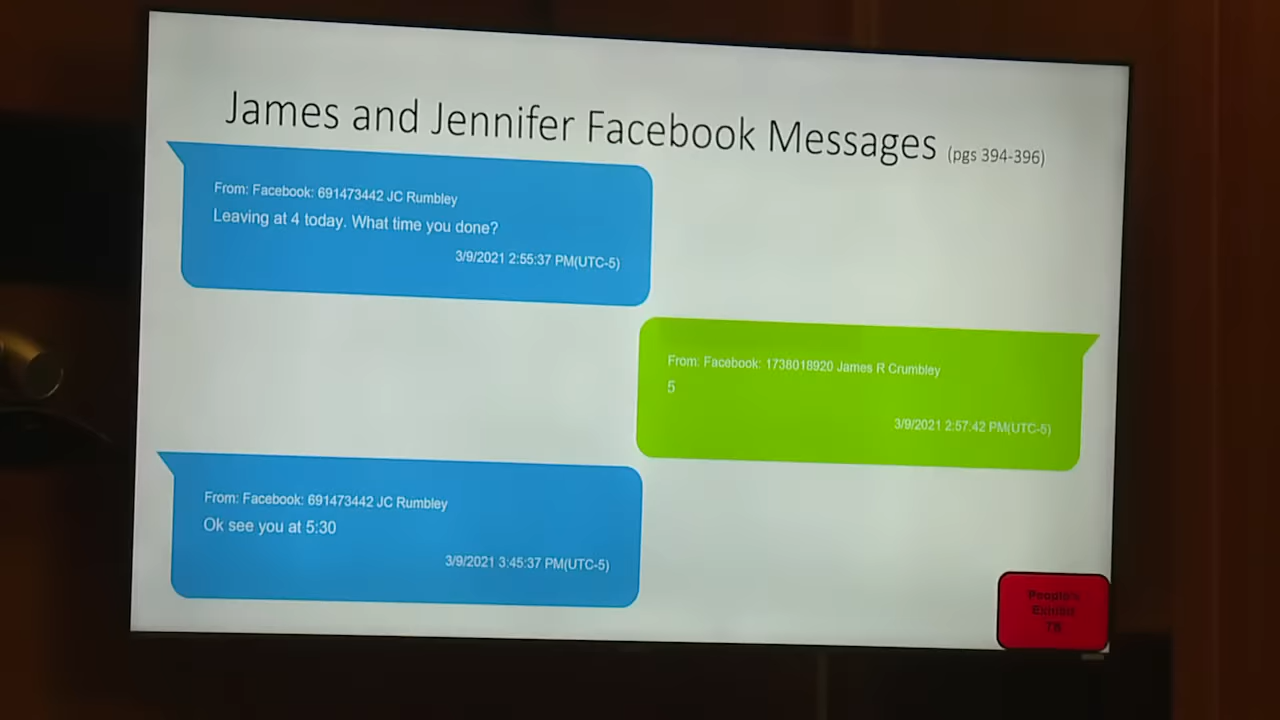 James and Jennifer Facebook Messages (pgs 394-396)
From: Facebook: 691473442 JC Rumbley
Leaving at 4 today. What time you done?
3/9/2021 2:55:37 PM(UTC-5)
From: Facebook: 1738018920 James R Crumbley
5
3/9/2021 2:57:42 PM(UTC-5)
From: Facebook: 691473442 JC Rumbley
Ok see you at 5:30
3/9/2021 3:45:37 PM(UTC-5)
People's
Exhibit